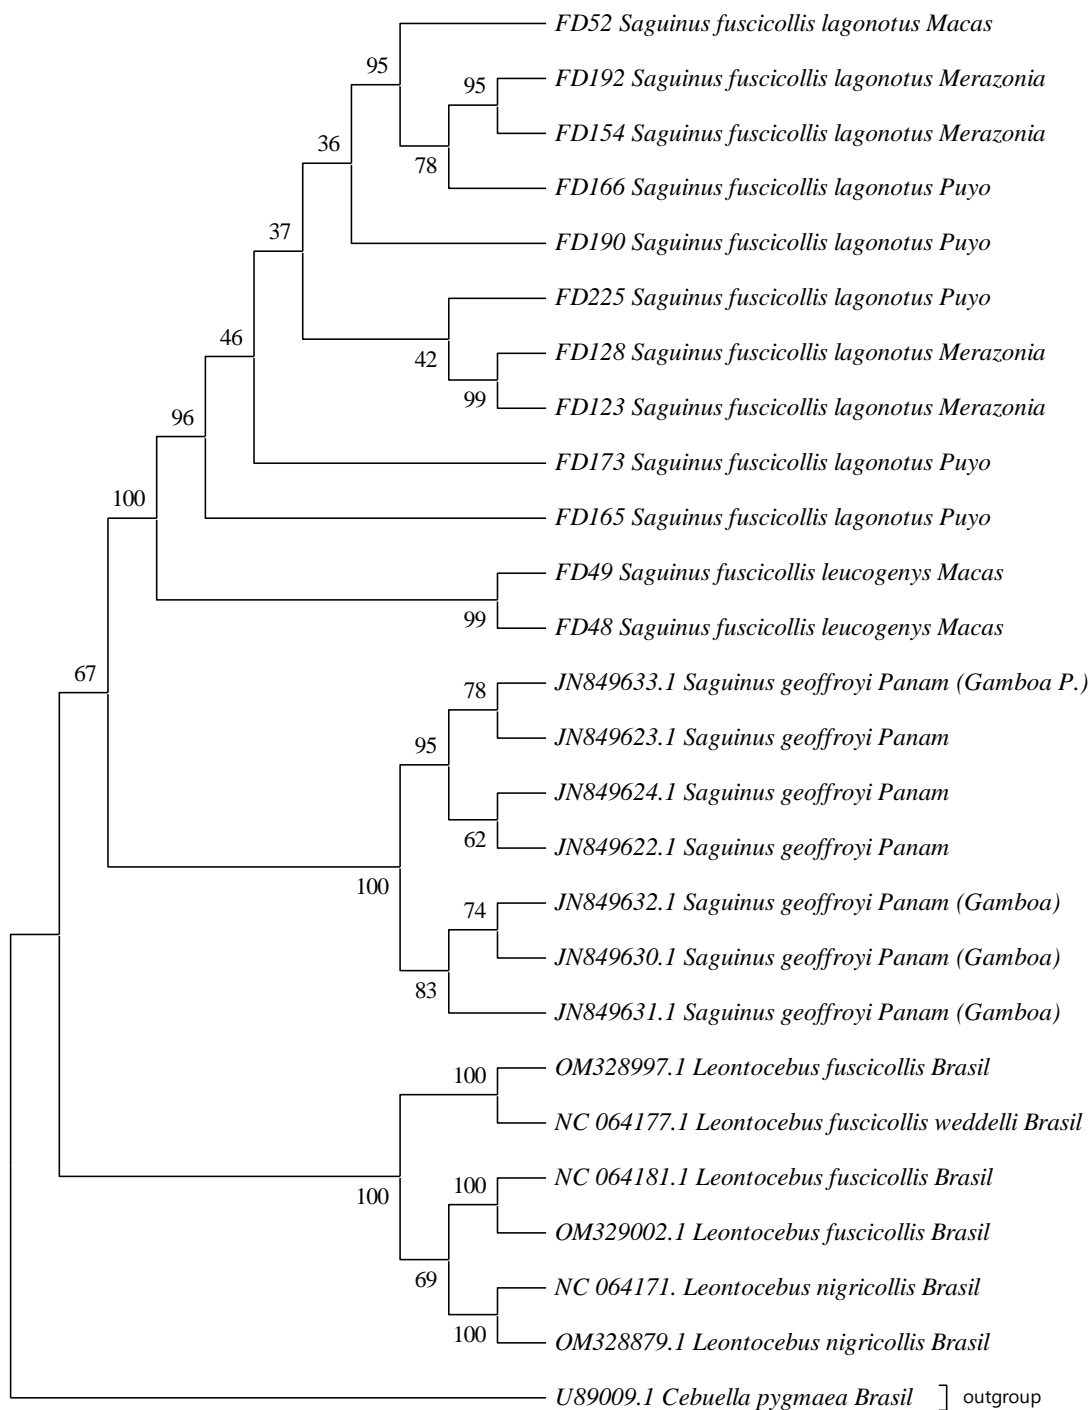 FD52 Saguinus fuscicollis lagonotus Macas
95
FD192 Saguinus fuscicollis lagonotus Merazonia
95
FD154 Saguinus fuscicollis lagonotus Merazonia
36
78
FD166 Saguinus fuscicollis lagonotus Puyo
37
FD190 Saguinus fuscicollis lagonotus Puyo
FD225 Saguinus fuscicollis lagonotus Puyo
46
42
FD128 Saguinus fuscicollis lagonotus Merazonia
99
FD123 Saguinus fuscicollis lagonotus Merazonia
96
FD173 Saguinus fuscicollis lagonotus Puyo
100
FD165 Saguinus fuscicollis lagonotus Puyo
FD49 Saguinus fuscicollis leucogenys Macas
99
FD48 Saguinus fuscicollis leucogenys Macas
67
JN849633.1 Saguinus geoffroyi Panam (Gamboa P.)
78
JN849623.1 Saguinus geoffroyi Panam
95
JN849624.1 Saguinus geoffroyi Panam
62
JN849622.1 Saguinus geoffroyi Panam
100
JN849632.1 Saguinus geoffroyi Panam (Gamboa)
74
JN849630.1 Saguinus geoffroyi Panam (Gamboa)
83
JN849631.1 Saguinus geoffroyi Panam (Gamboa)
OM328997.1 Leontocebus fuscicollis Brasil
100
NC 064177.1 Leontocebus fuscicollis weddelli Brasil
100
NC 064181.1 Leontocebus fuscicollis Brasil
100
OM329002.1 Leontocebus fuscicollis Brasil
69
NC 064171. Leontocebus nigricollis Brasil
100
OM328879.1 Leontocebus nigricollis Brasil
U89009.1 Cebuella pygmaea Brasil
outgroup